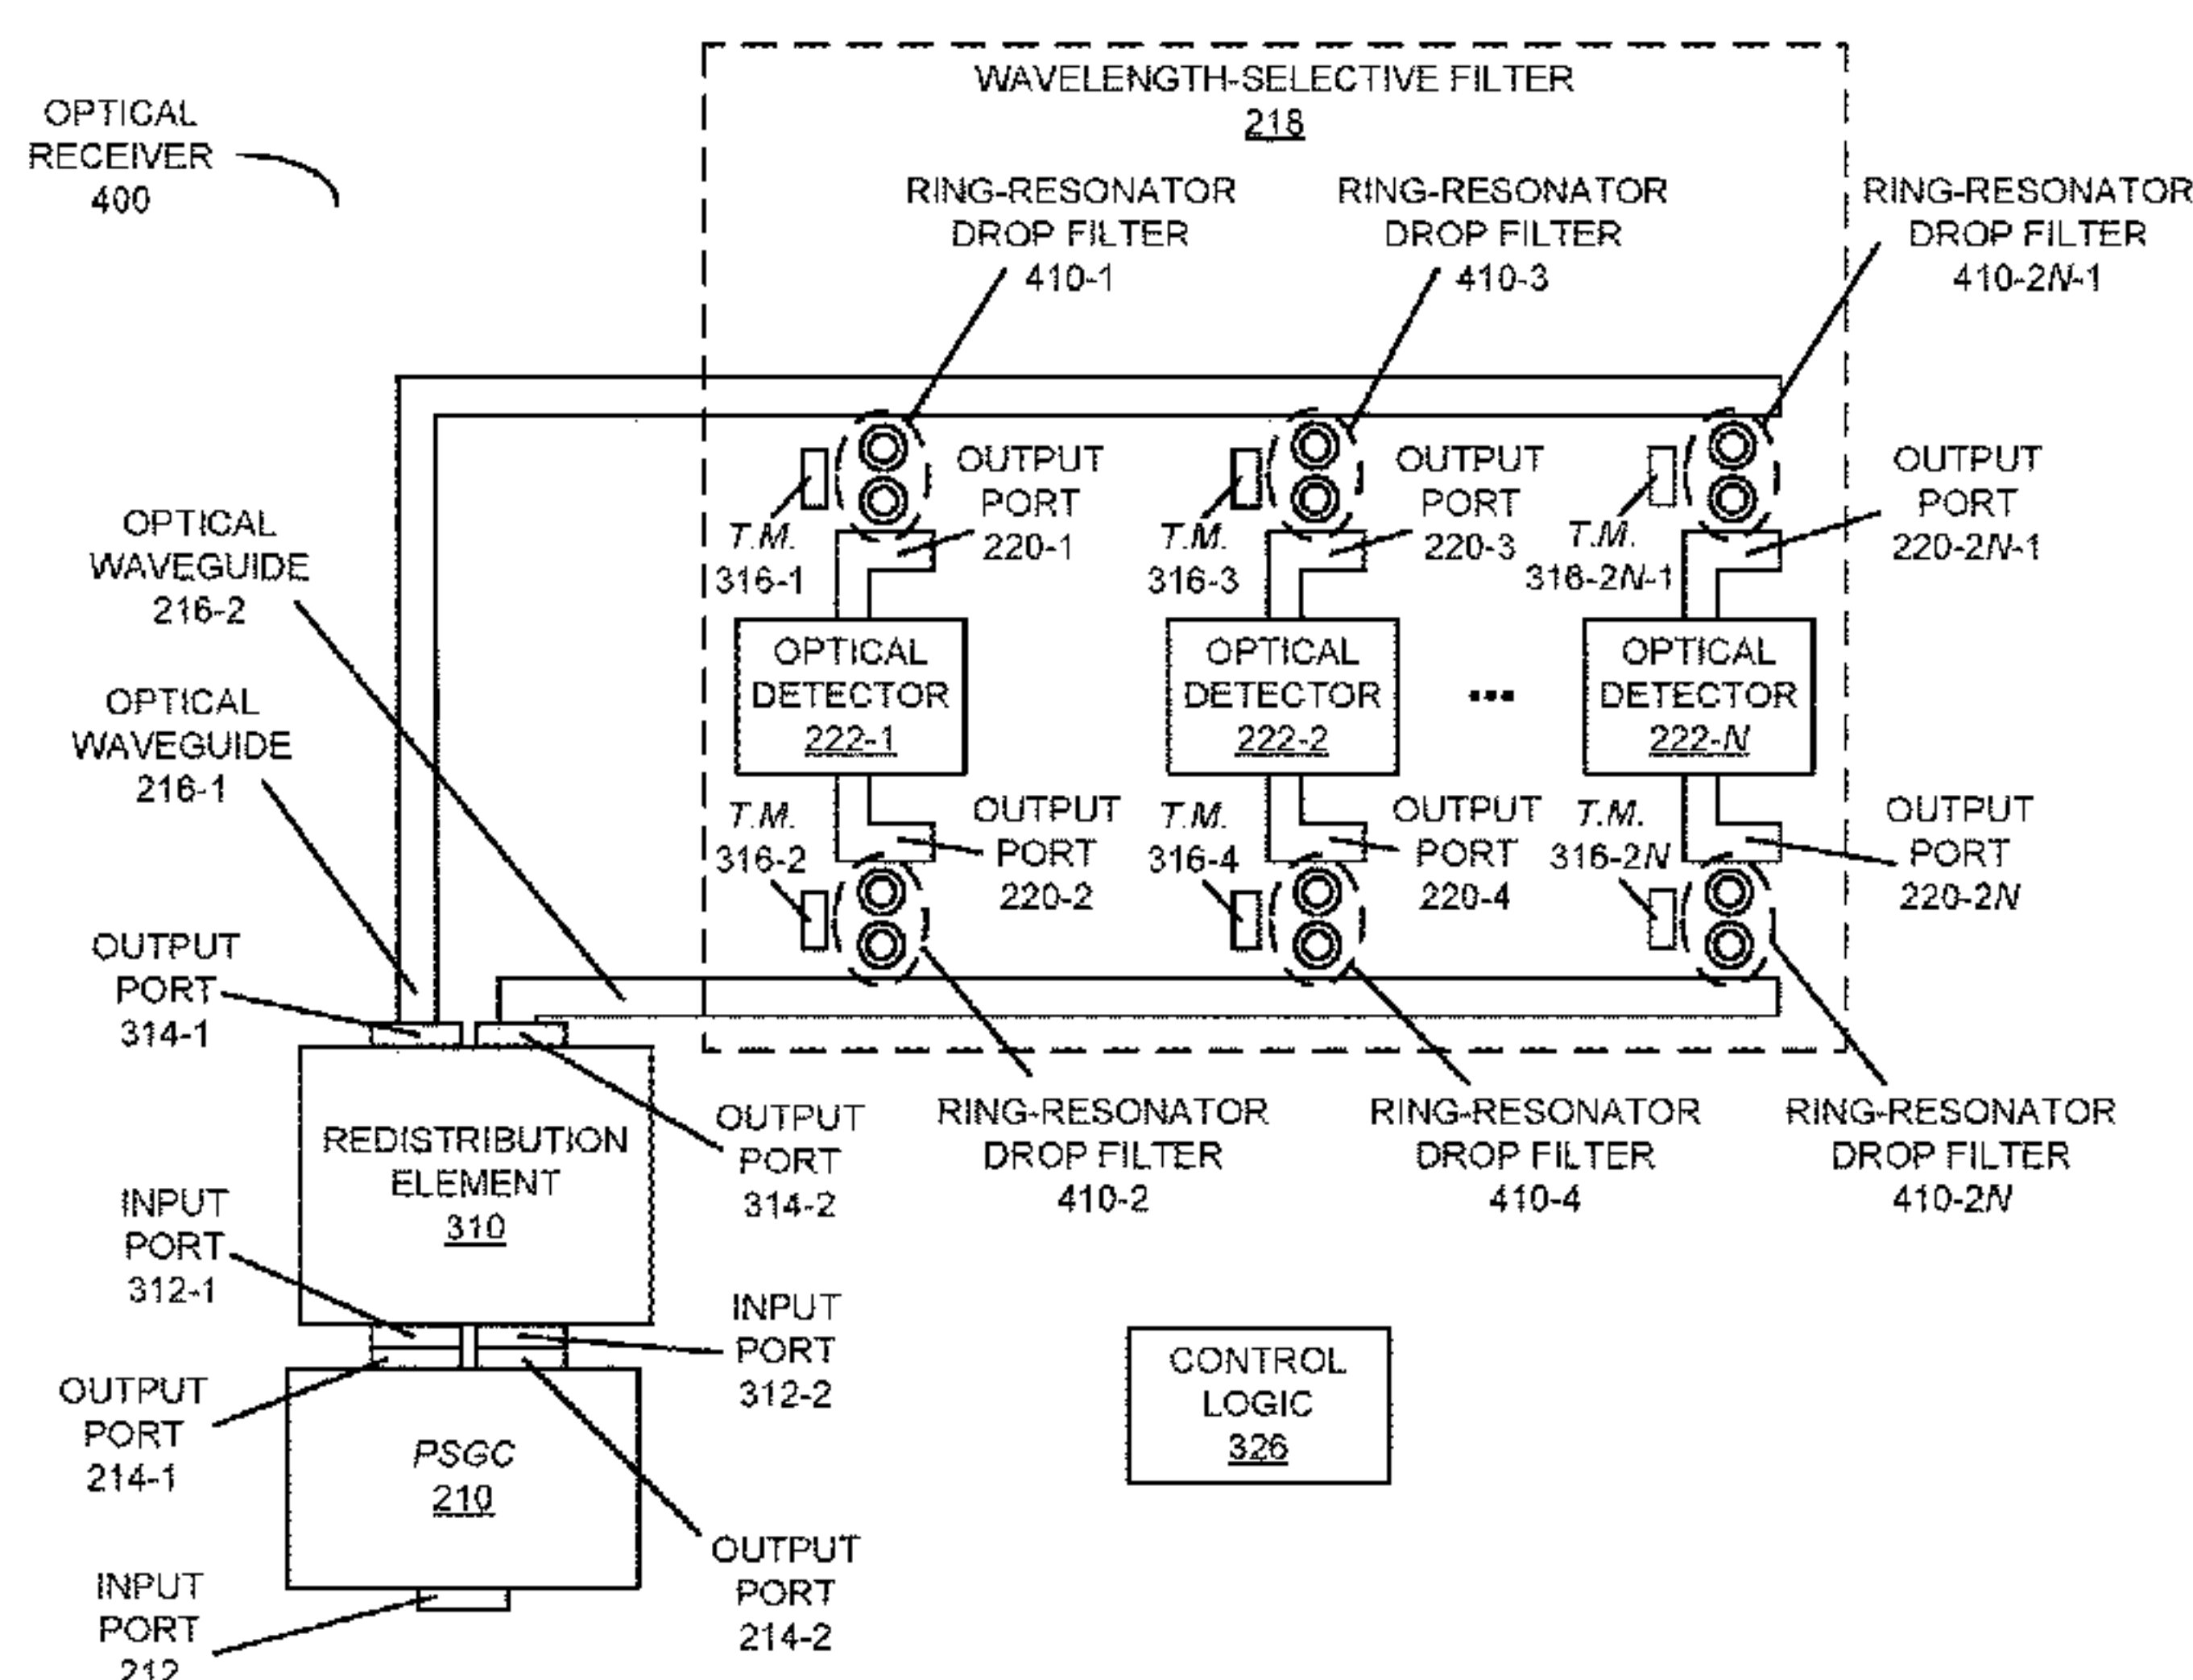 WAVELENGTH-SELECTIVE FILTER
218
OPTICAL
RECEIVER
400
RING-RESONATOR
DROP FILTER
410-1
RING-RESONATOR
DROP FILTER
410-3
RING-RESONATOR
DROP FILTER
410-2N-1
OUTPUT
PORT
220-1
OUTPUT
PORT
220-3
OUTPUT
PORT
220-2N-1
T.M.
316-1
T.M.
316-3
T.M.
316-2N-1
OPTICAL
WAVEGUIDE
216-2
OPTICAL
WAVEGUIDE
216-1
OPTICAL
DETECTOR
222-1
OPTICAL
DETECTOR
222-2
...
OPTICAL
DETECTOR
222-N
T.M.
316-2
OUTPUT
PORT
220-2
T.M.
316-4
OUTPUT
PORT
220-4
T.M.
316-2N
OUTPUT
PORT
220-2N
OUTPUT
PORT
314-1
REDISTRIBUTION
ELEMENT
310
OUTPUT
PORT
314-2
RING-RESONATOR
DROP FILTER
410-2
RING-RESONATOR
DROP FILTER
410-4
RING-RESONATOR
DROP FILTER
410-2N
INPUT
PORT
312-1
INPUT
PORT
312-2
OUTPUT
PORT
214-1
PSGC
210
OUTPUT
PORT
214-2
INPUT
PORT
212
CONTROL
LOGIC
326